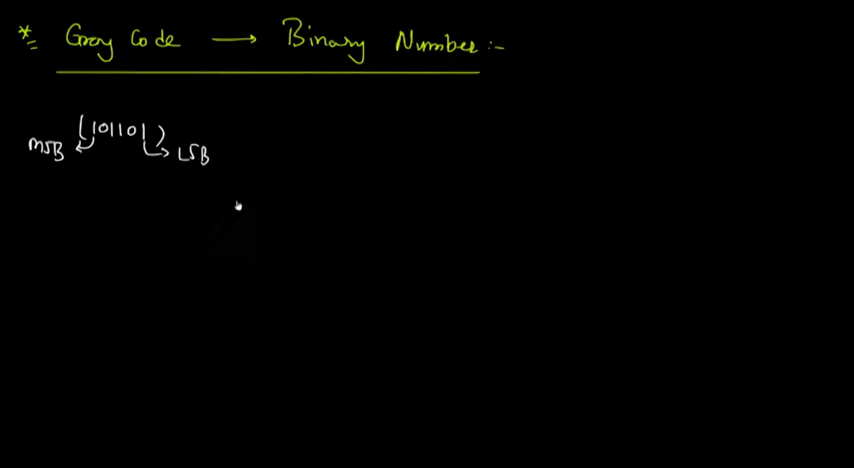 * Gray Code → Binary Number :-
(101101)
MSB LSB